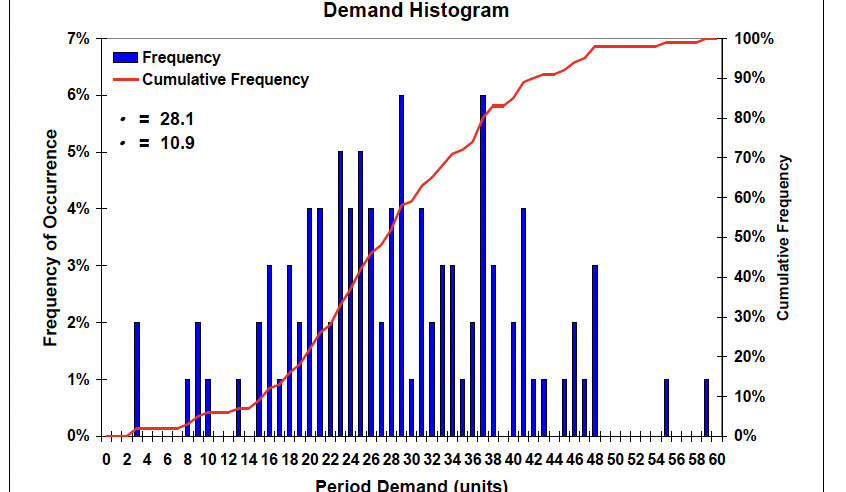 Demand Histogram
7%
6%
5%
4%
3%
2%
1%
0%
Frequency of Occurrence
Frequency
Cumulative Frequency
• = 28.1
• = 10.9
100%
90%
80%
70%
60%
50%
40%
30%
20%
10%
0%
Cumulative Frequency
0 2 4 6 8 10 12 14 16 18 20 22 24 26 28 30 32 34 36 38 40 42 44 46 48 50 52 54 56 58 60
Period Demand (units)